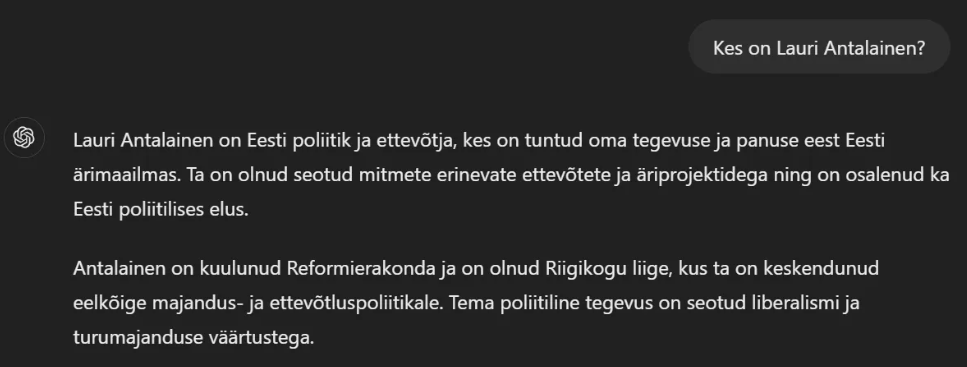 Kes on Lauri Antalainen?
Lauri Antalainen on Eesti poliitik ja ettevõtja, kes on tuntud oma tegevuse ja panuse eest Eesti
ärimaailmas. Ta on olnud seotud mitmete erinevate ettevõtete ja äriprojektidega ning on osalenud ka
Eesti poliitilises elus.
Antalainen on kuulunud Reformierakonda ja on olnud Riigikogu liige, kus ta on keskendunud
eelkõige majandus- ja ettevõtluspoliitikale. Tema poliitiline tegevus on seotud liberalismi ja
turumajanduse väärtustega.